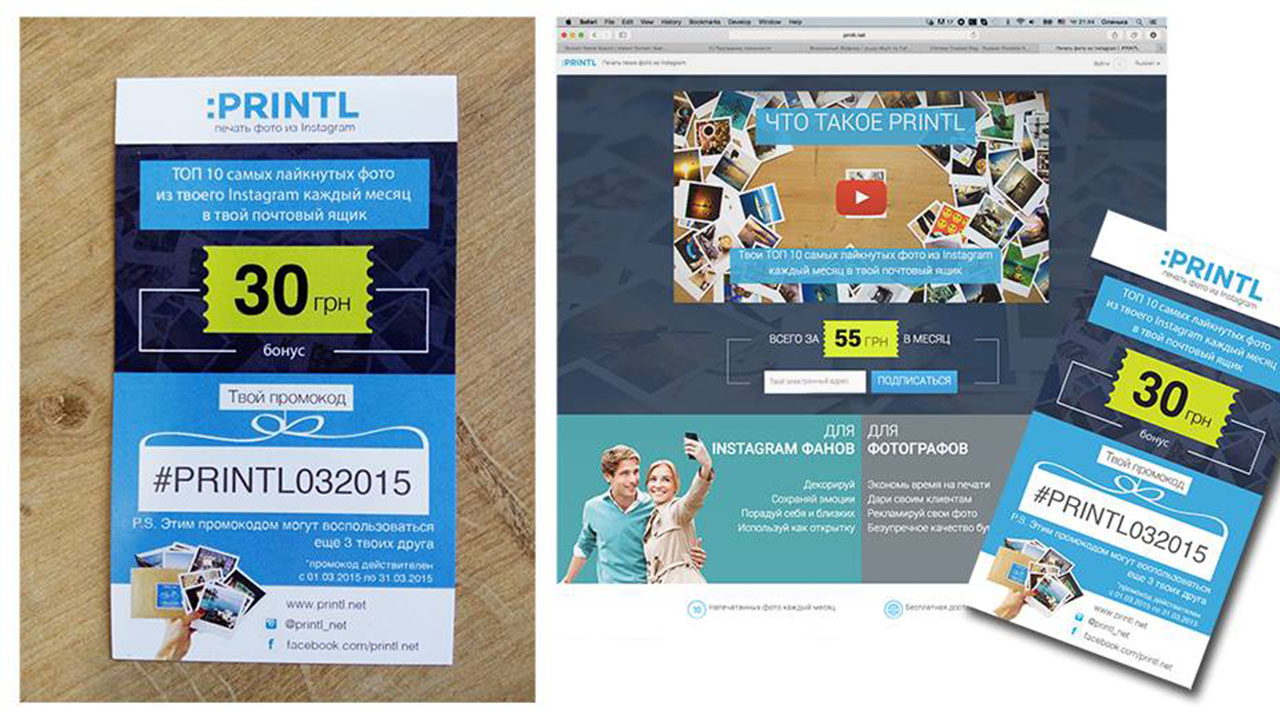 :PRINTL
печать фото из Instagram
ТОП 10 самых лайкнутых фото
из твоего Instagram каждый месяц
в твой почтовый ящик
30 грн
бонус
Твой промокод
#PRINTL032015
P.S. Этим промокодом могут воспользоваться
еще 3 твоих друга
*промокод действителен
с 01.03.2015 по 31.03.2015
www.printl.net
@printl_net
facebook.com/printl.net
Safari File Edit View History Bookmarks Develop Window Help
printl.net
:PRINTL Печать твоих фото из Instagram
Войти Russian
ЧТО ТАКОЕ PRINTL
Твои ТОП 10 самых лайкнутых фото из Instagram
каждый месяц в твой почтовый ящик
ВСЕГО ЗА 55 ГРН В МЕСЯЦ
Твой электронный адрес ПОДПИСАТЬСЯ
ДЛЯ
INSTAGRAM ФАНОВ
Декорируй
Сохраняй эмоции
Порадуй себя и близких
Используй как открытку
ДЛЯ
ФОТОГРАФОВ
Экономь время на печати
Дари своим клиентам
Рекламируй свои фото
Безупречное качество бу
10 напечатанных фото каждый месяц
Бесплатная доста
:PRINTL
печать фото из Instagram
ТОП 10 самых лайкнутых фото
из твоего Instagram каждый месяц
в твой почтовый ящик
30 грн
бонус
Твой промокод
#PRINTL032015
P.S. Этим промокодом могут воспользоваться
еще 3 твоих друга
*промокод действителен
с 01.03.2015 по 31.03.2015
www.printl.net
@printl_net
facebook.com/printl.net